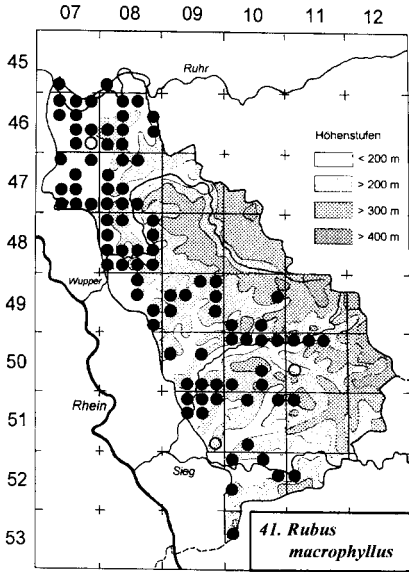 07 08 09 10 11 12
45
Ruhr
46
Höhenstufen
< 200 m
47
> 200 m
> 300 m
48
> 400 m
Wupper
49
50
Rhein
51
Sieg
52
41. Rubus
macrophyllus
53